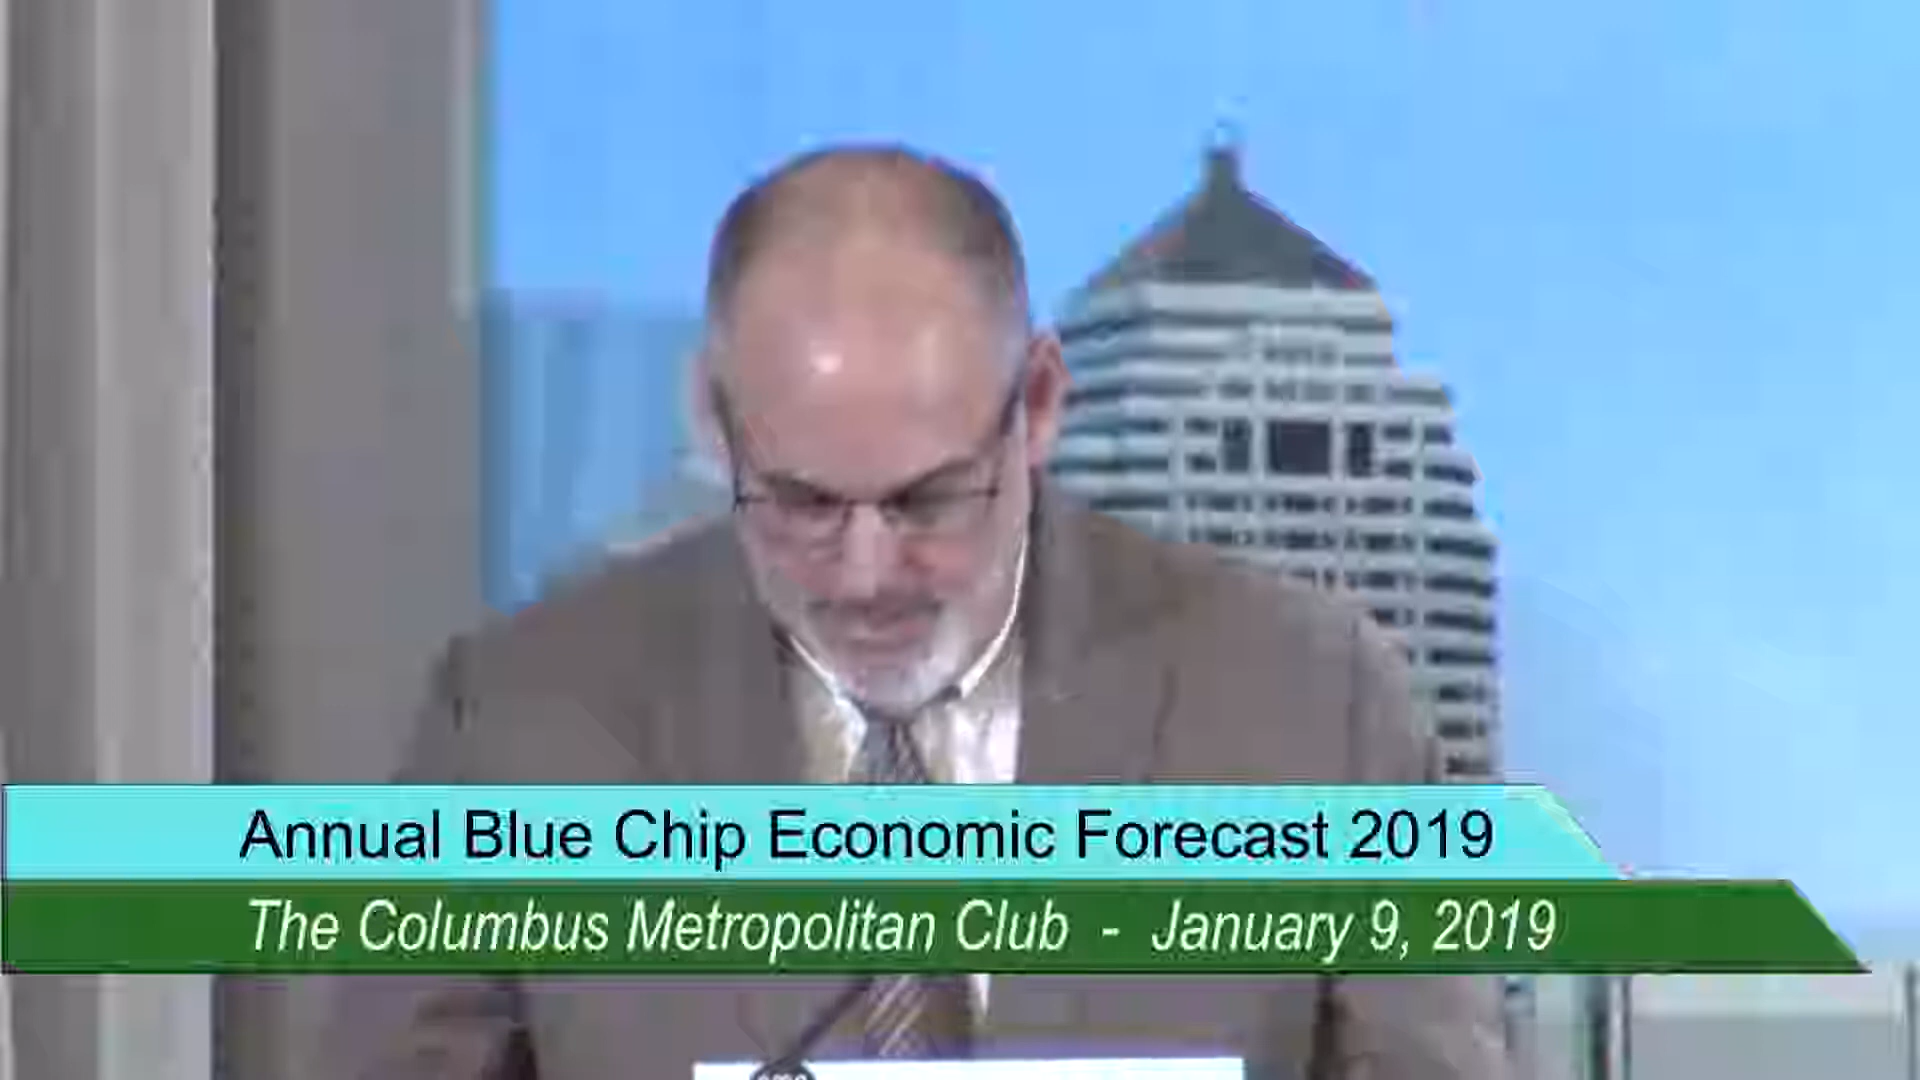 Annual Blue Chip Economic Forecast 2019
The Columbus Metropolitan Club - January 9, 2019